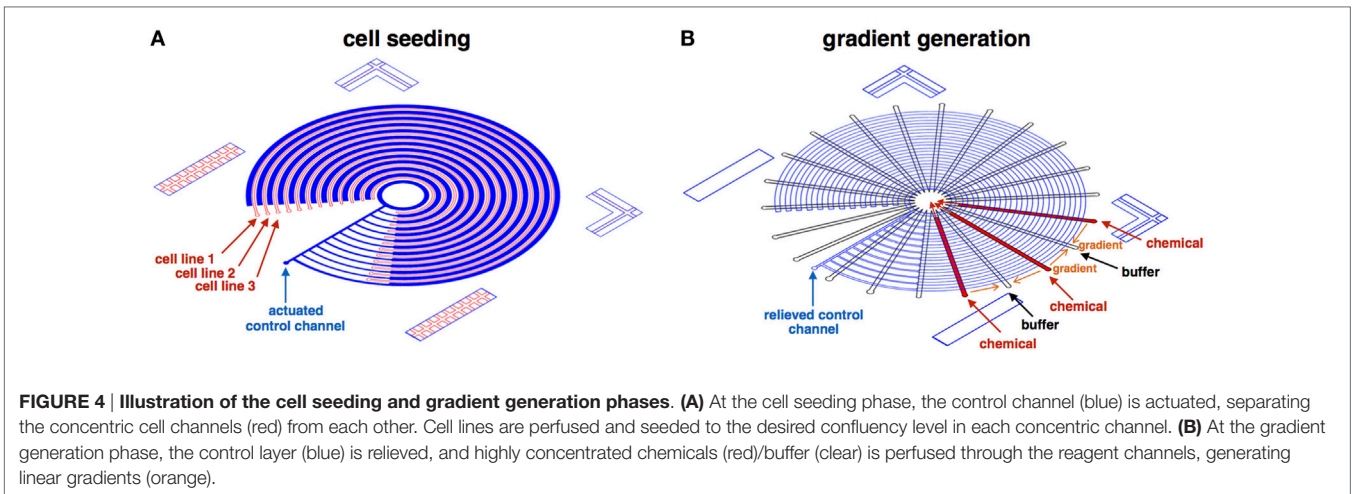 A
cell seeding
B
gradient generation
cell line 1
cell line 2
cell line 3
actuated
control channel
chemical
gradient
buffer
gradient
chemical
relieved control
channel
buffer
chemical
FIGURE 4 | Illustration of the cell seeding and gradient generation phases. (A) At the cell seeding phase, the control channel (blue) is actuated, separating
the concentric cell channels (red) from each other. Cell lines are perfused and seeded to the desired confluency level in each concentric channel. (B) At the gradient
generation phase, the control layer (blue) is relieved, and highly concentrated chemicals (red)/buffer (clear) is perfused through the reagent channels, generating
linear gradients (orange).